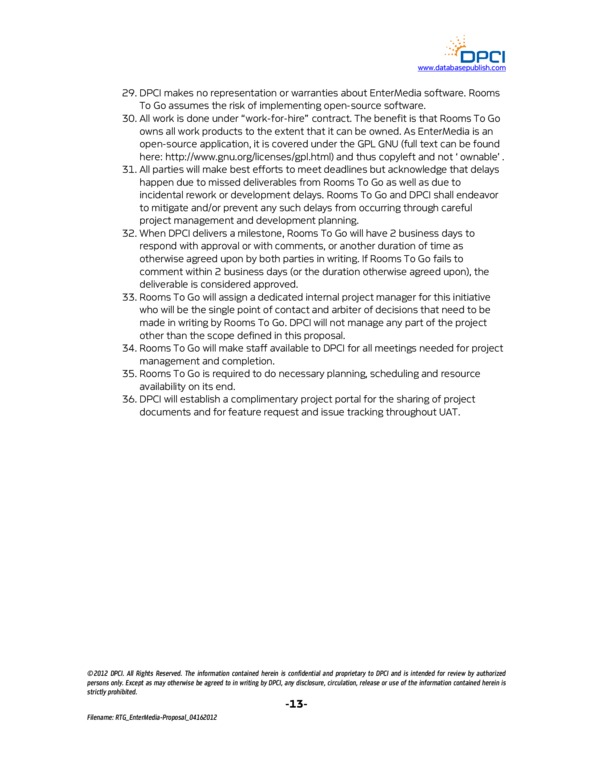 DPCI
www.databasepublish.com
29. DPCI makes no representation or warranties about EnterMedia software. Rooms
To Go assumes the risk of implementing open-source software.
30. All work is done under “work-for-hire” contract. The benefit is that Rooms To Go
owns all work products to the extent that it can be owned. As EnterMedia is an
open-source application, it is covered under the GPL GNU (full text can be found
here: http://www.gnu.org/licenses/gpl.html) and thus copyleft and not ‘ownable’.
31. All parties will make best efforts to meet deadlines but acknowledge that delays
happen due to missed deliverables from Rooms To Go as well as due to
incidental rework or development delays. Rooms To Go and DPCI shall endeavor
to mitigate and/or prevent any such delays from occurring through careful
project management and development planning.
32. When DPCI delivers a milestone, Rooms To Go will have 2 business days to
respond with approval or with comments, or another duration of time as
otherwise agreed upon by both parties in writing. If Rooms To Go fails to
comment within 2 business days (or the duration otherwise agreed upon), the
deliverable is considered approved.
33. Rooms To Go will assign a dedicated internal project manager for this initiative
who will be the single point of contact and arbiter of decisions that need to be
made in writing by Rooms To Go. DPCI will not manage any part of the project
other than the scope defined in this proposal.
34. Rooms To Go will make staff available to DPCI for all meetings needed for project
management and completion.
35. Rooms To Go is required to do necessary planning, scheduling and resource
availability on its end.
36. DPCI will establish a complimentary project portal for the sharing of project
documents and for feature request and issue tracking throughout UAT.
©2012 DPCI. All Rights Reserved. The information contained herein is confidential and proprietary to DPCI and is intended for review by authorized
persons only. Except as may otherwise be agreed to in writing by DPCI, any disclosure, circulation, release or use of the information contained herein is
strictly prohibited.
-13-
Filename: RTG_EnterMedia-Proposal_04162012